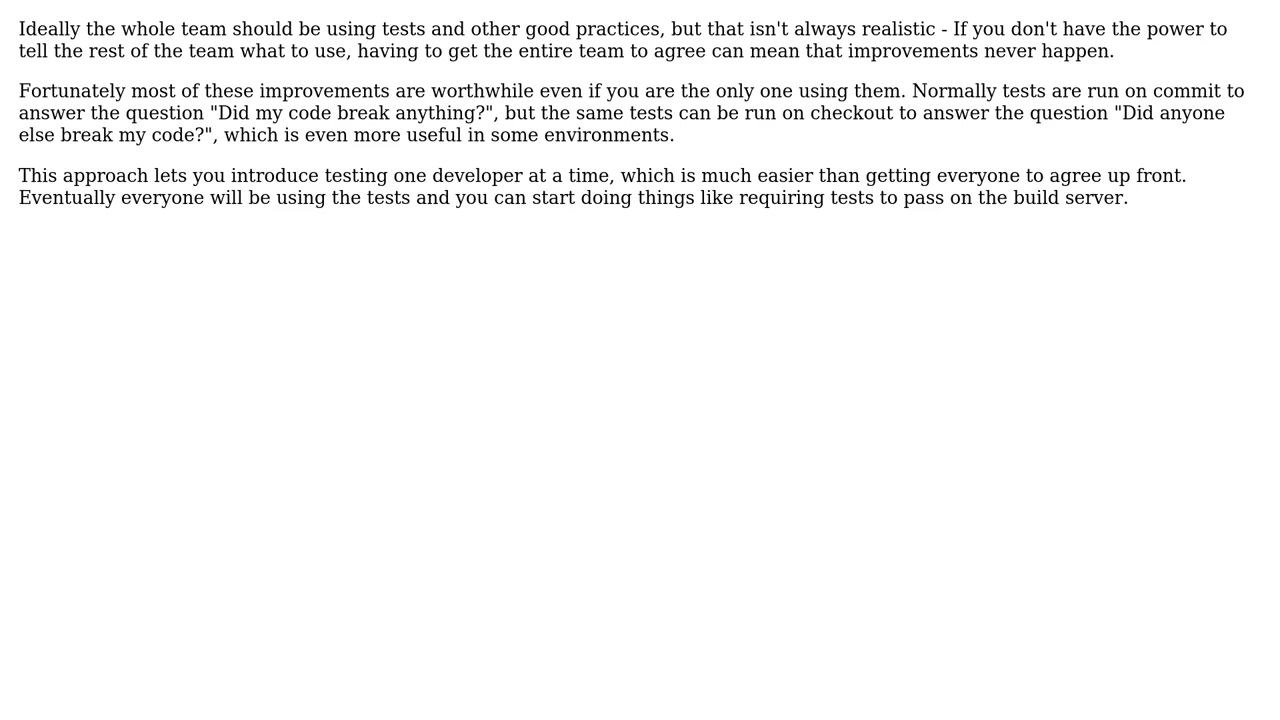 Ideally the whole team should be using tests and other good practices, but that isn't always realistic - If you don't have the power to
tell the rest of the team what to use, having to get the entire team to agree can mean that improvements never happen.
Fortunately most of these improvements are worthwhile even if you are the only one using them. Normally tests are run on commit to
answer the question "Did my code break anything?", but the same tests can be run on checkout to answer the question "Did anyone
else break my code?", which is even more useful in some environments.
This approach lets you introduce testing one developer at a time, which is much easier than getting everyone to agree up front.
Eventually everyone will be using the tests and you can start doing things like requiring tests to pass on the build server.